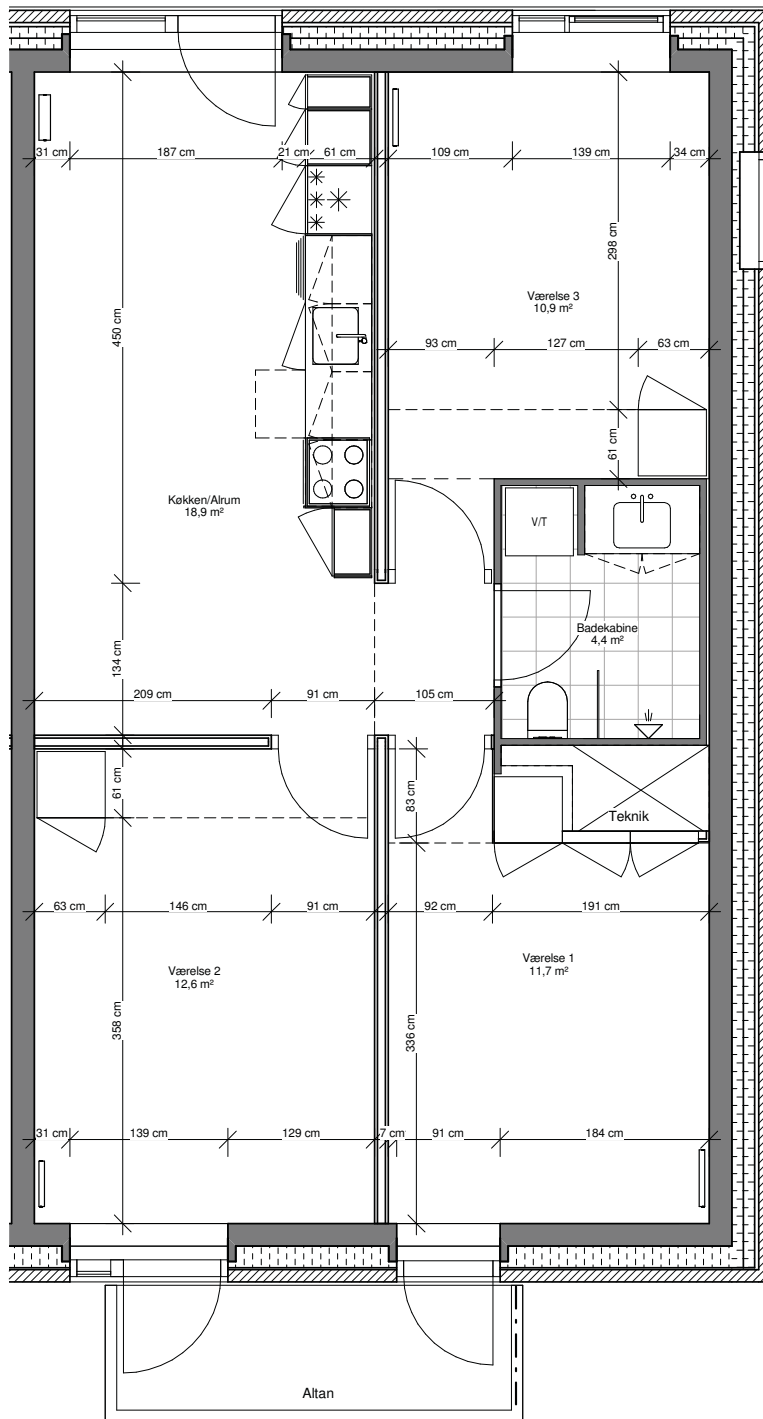 31 cm 187 cm 21 cm 61 cm 109 cm 139 cm 34 cm
298 cm
Værelse 3
10,9 m²
450 cm
93 cm 127 cm 63 cm
61 cm
Køkken/Alrum
18,9 m²
V/T
Badekabine
4,4 m²
134 cm
209 cm 91 cm 105 cm
61 cm
83 cm
Teknik
63 cm 146 cm 91 cm 92 cm 191 cm
Værelse 2
12,6 m²
Værelse 1
11,7 m²
358 cm
336 cm
31 cm 139 cm 129 cm 7 cm 91 cm 184 cm
Altan